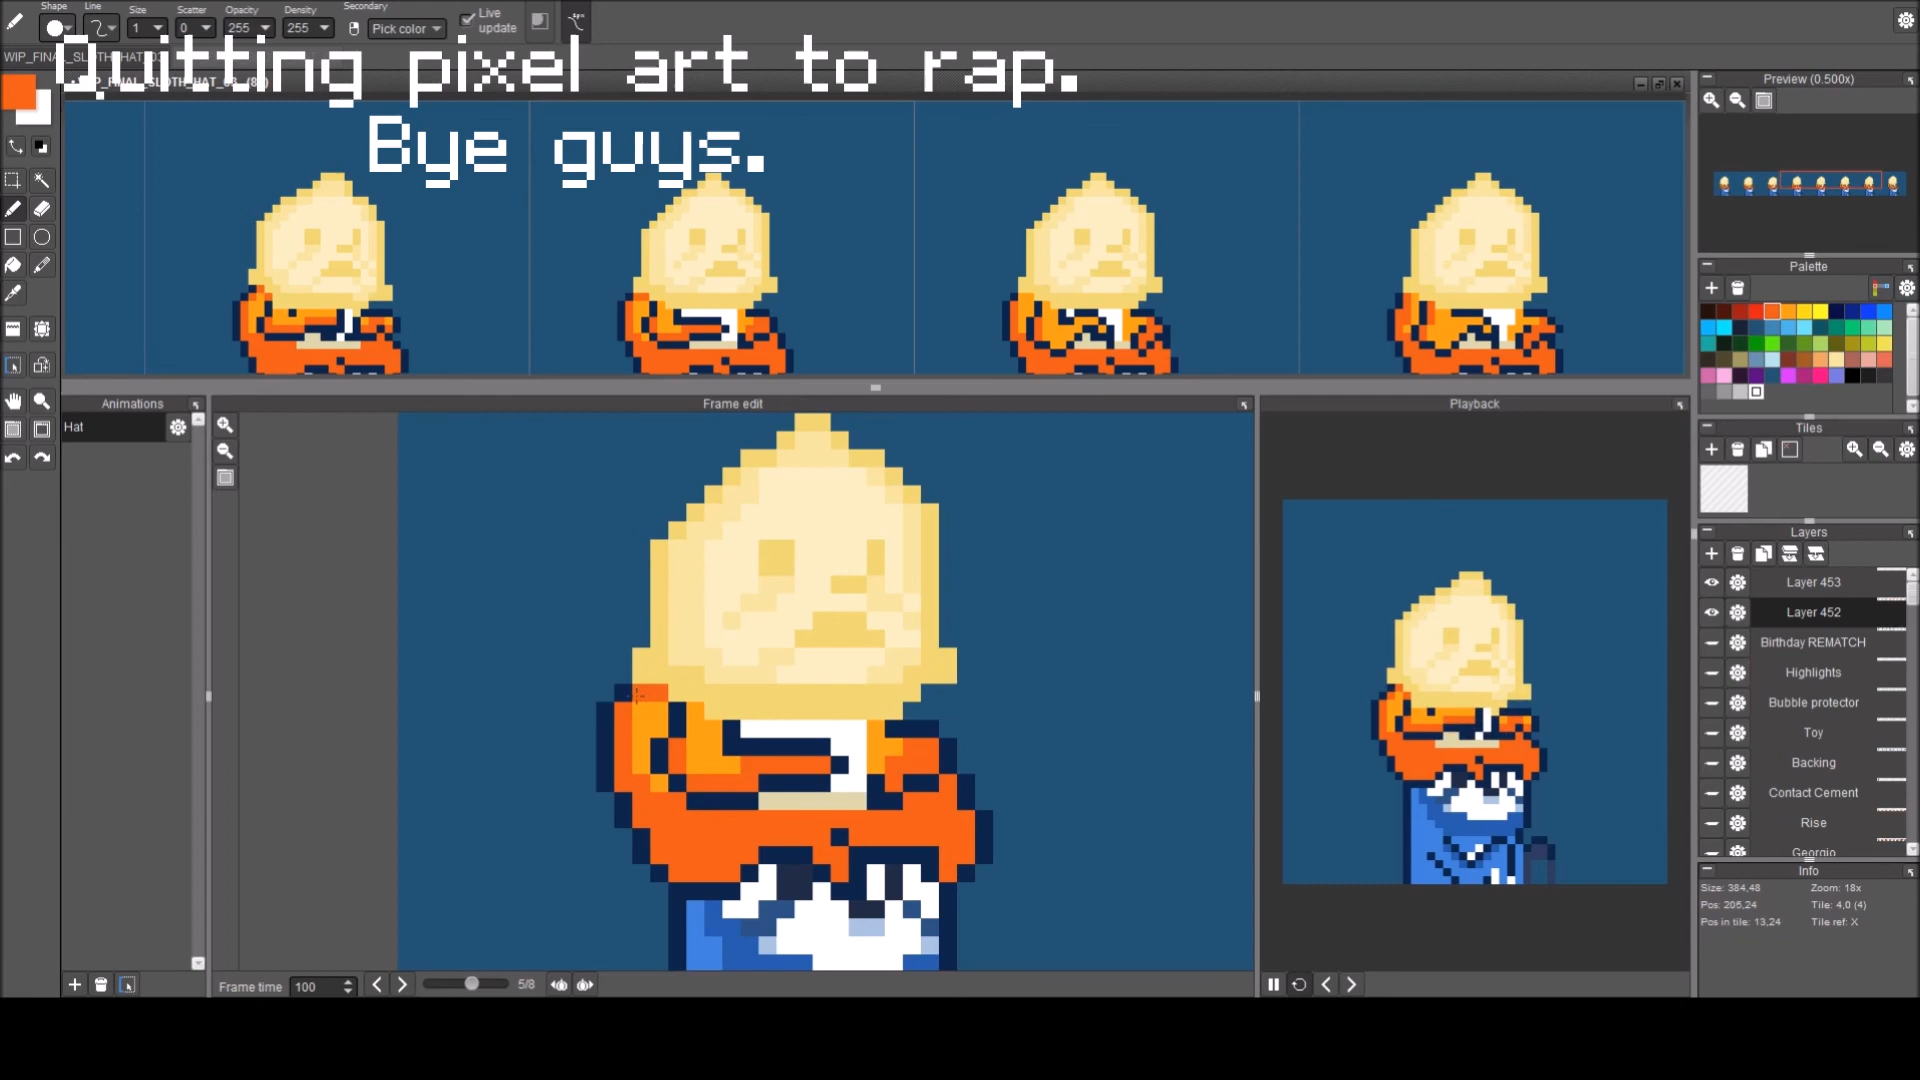 Shape
Line
Size
Scatter
Opacity
Density
Secondary
1
0
255
255
Pick color
Live update
Quitting pixel art to rap.
Bye guys.
Preview (0.500x)
Palette
Animations
Frame edit
Playback
Hat
Tiles
Layers
Layer 453
Layer 452
Birthday REMATCH
Highlights
Bubble protector
Toy
Backing
Contact Cement
Rise
Georgio
Info
Size: 384,48
Zoom: 18x
Pos: 205,24
Tile: 4,0 (4)
Pos in tile: 13,24
Tile ref: X
Frame time
100
5/8